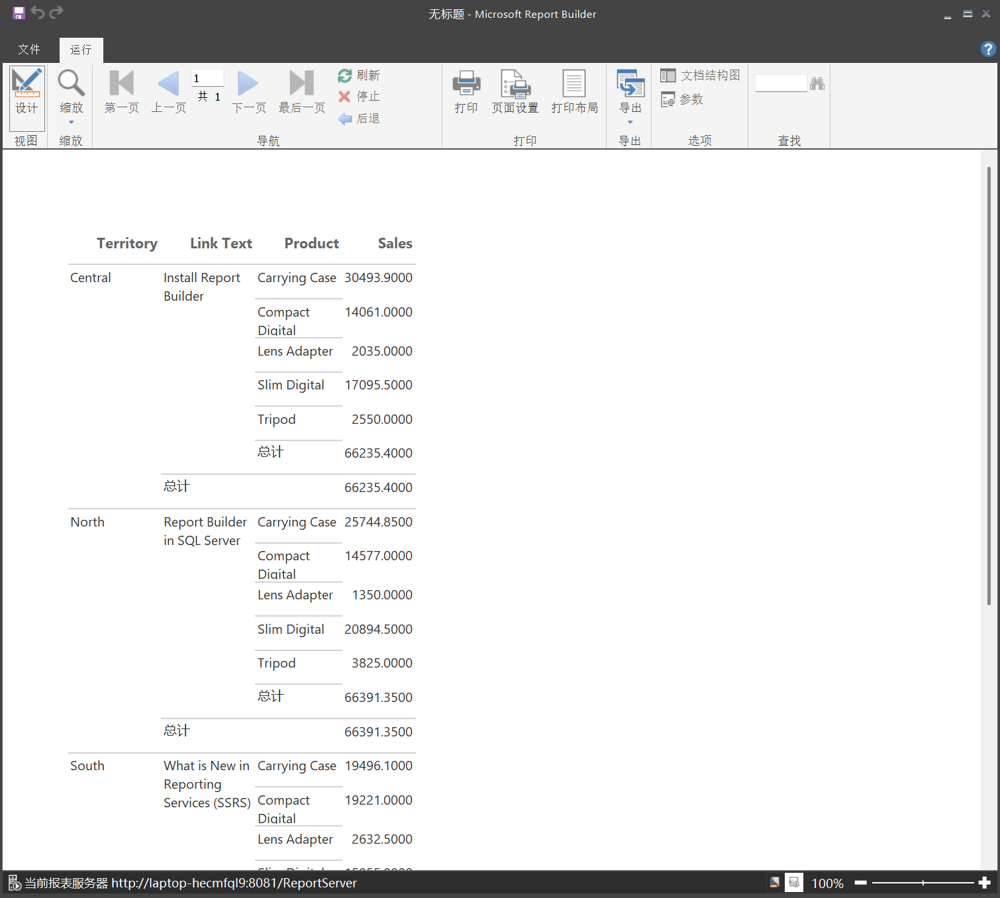 无标题 - Microsoft Report Builder
文件 运行
设计 缩放 第一页 上一页 1 共 1 下一页 最后一页 刷新 停止 后退 打印 页面设置 打印布局 导出 文档结构图 参数
视图 缩放 导航 打印 导出 选项 查找
Territory Link Text Product Sales
Central Install Report Carrying Case 30493.9000
Builder
Compact 14061.0000
Digital
Lens Adapter 2035.0000
Slim Digital 17095.5000
Tripod 2550.0000
总计 66235.4000
总计 66235.4000
North Report Builder Carrying Case 25744.8500
in SQL Server
Compact 14577.0000
Digital
Lens Adapter 1350.0000
Slim Digital 20894.5000
Tripod 3825.0000
总计 66391.3500
总计 66391.3500
South What is New in Carrying Case 19496.1000
Reporting
Services (SSRS) Compact 19221.0000
Digital
Lens Adapter 2632.5000
当前报表服务器 http://laptop-hecmfql9:8081/ReportServer 100%